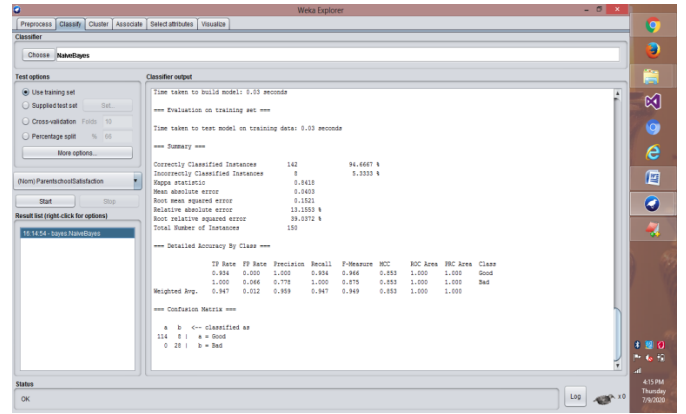 Weka Explorer
Preprocess Classify Cluster Associate Select attributes Visualize
Classifier
Choose NaiveBayes
Test options
Use training set
Supplied test set Set...
Cross-validation Folds 10
Percentage split % 66
More options...
(Nom) ParentschoolSatisfaction
Start Stop
Result list (right-click for options)
16:14:54 - bayes.NaiveBayes
Classifier output
Time taken to build model: 0.03 seconds
=== Evaluation on training set ===
Time taken to test model on training data: 0.03 seconds
=== Summary ===
Correctly Classified Instances 142 94.6667 %
Incorrectly Classified Instances 8 5.3333 %
Kappa statistic 0.8418
Mean absolute error 0.0403
Root mean squared error 0.1521
Relative absolute error 13.1553 %
Root relative squared error 39.0372 %
Total Number of Instances 150
=== Detailed Accuracy By Class ===
TP Rate FP Rate Precision Recall F-Measure MCC ROC Area PRC Area Class
0.934 0.000 1.000 0.934 0.966 0.853 1.000 1.000 Good
1.000 0.066 0.778 1.000 0.875 0.853 1.000 1.000 Bad
Weighted Avg. 0.947 0.012 0.959 0.947 0.949 0.853 1.000 1.000
=== Confusion Matrix ===
a b <-- classified as
114 8 | a = Good
0 28 | b = Bad
Status
OK
Log
x 0
4:15 PM
Thursday
7/9/2020